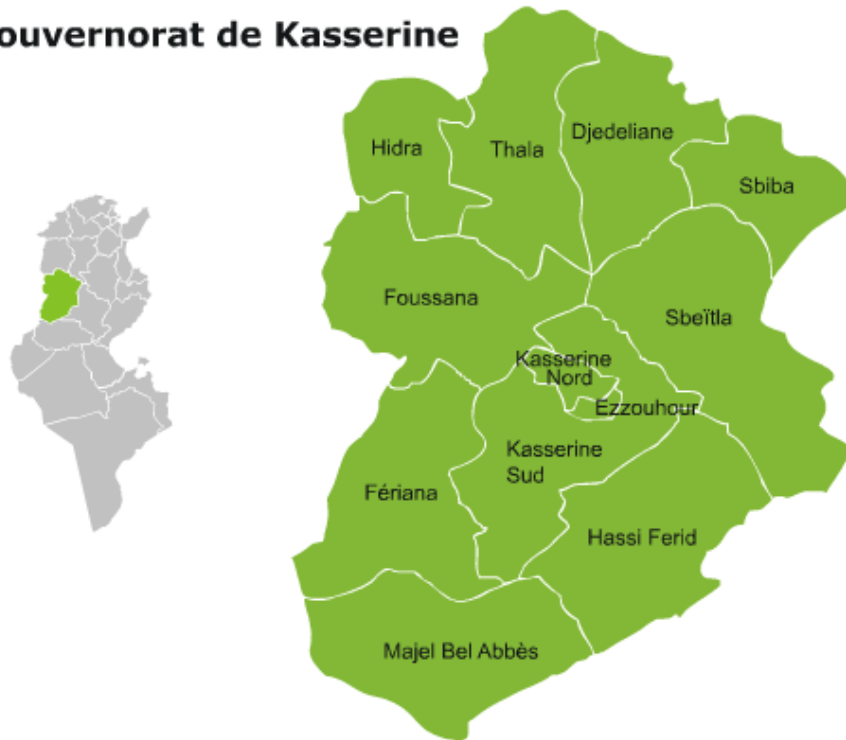 ouvernorat de Kasserine
Djedeliane
Hidra
Thala
Sbiba
Foussana
Sbeïtla
Kasserine
Nord
Ezzouhour
Kasserine
Sud
Fériana
Hassi Ferid
Majel Bel Abbès